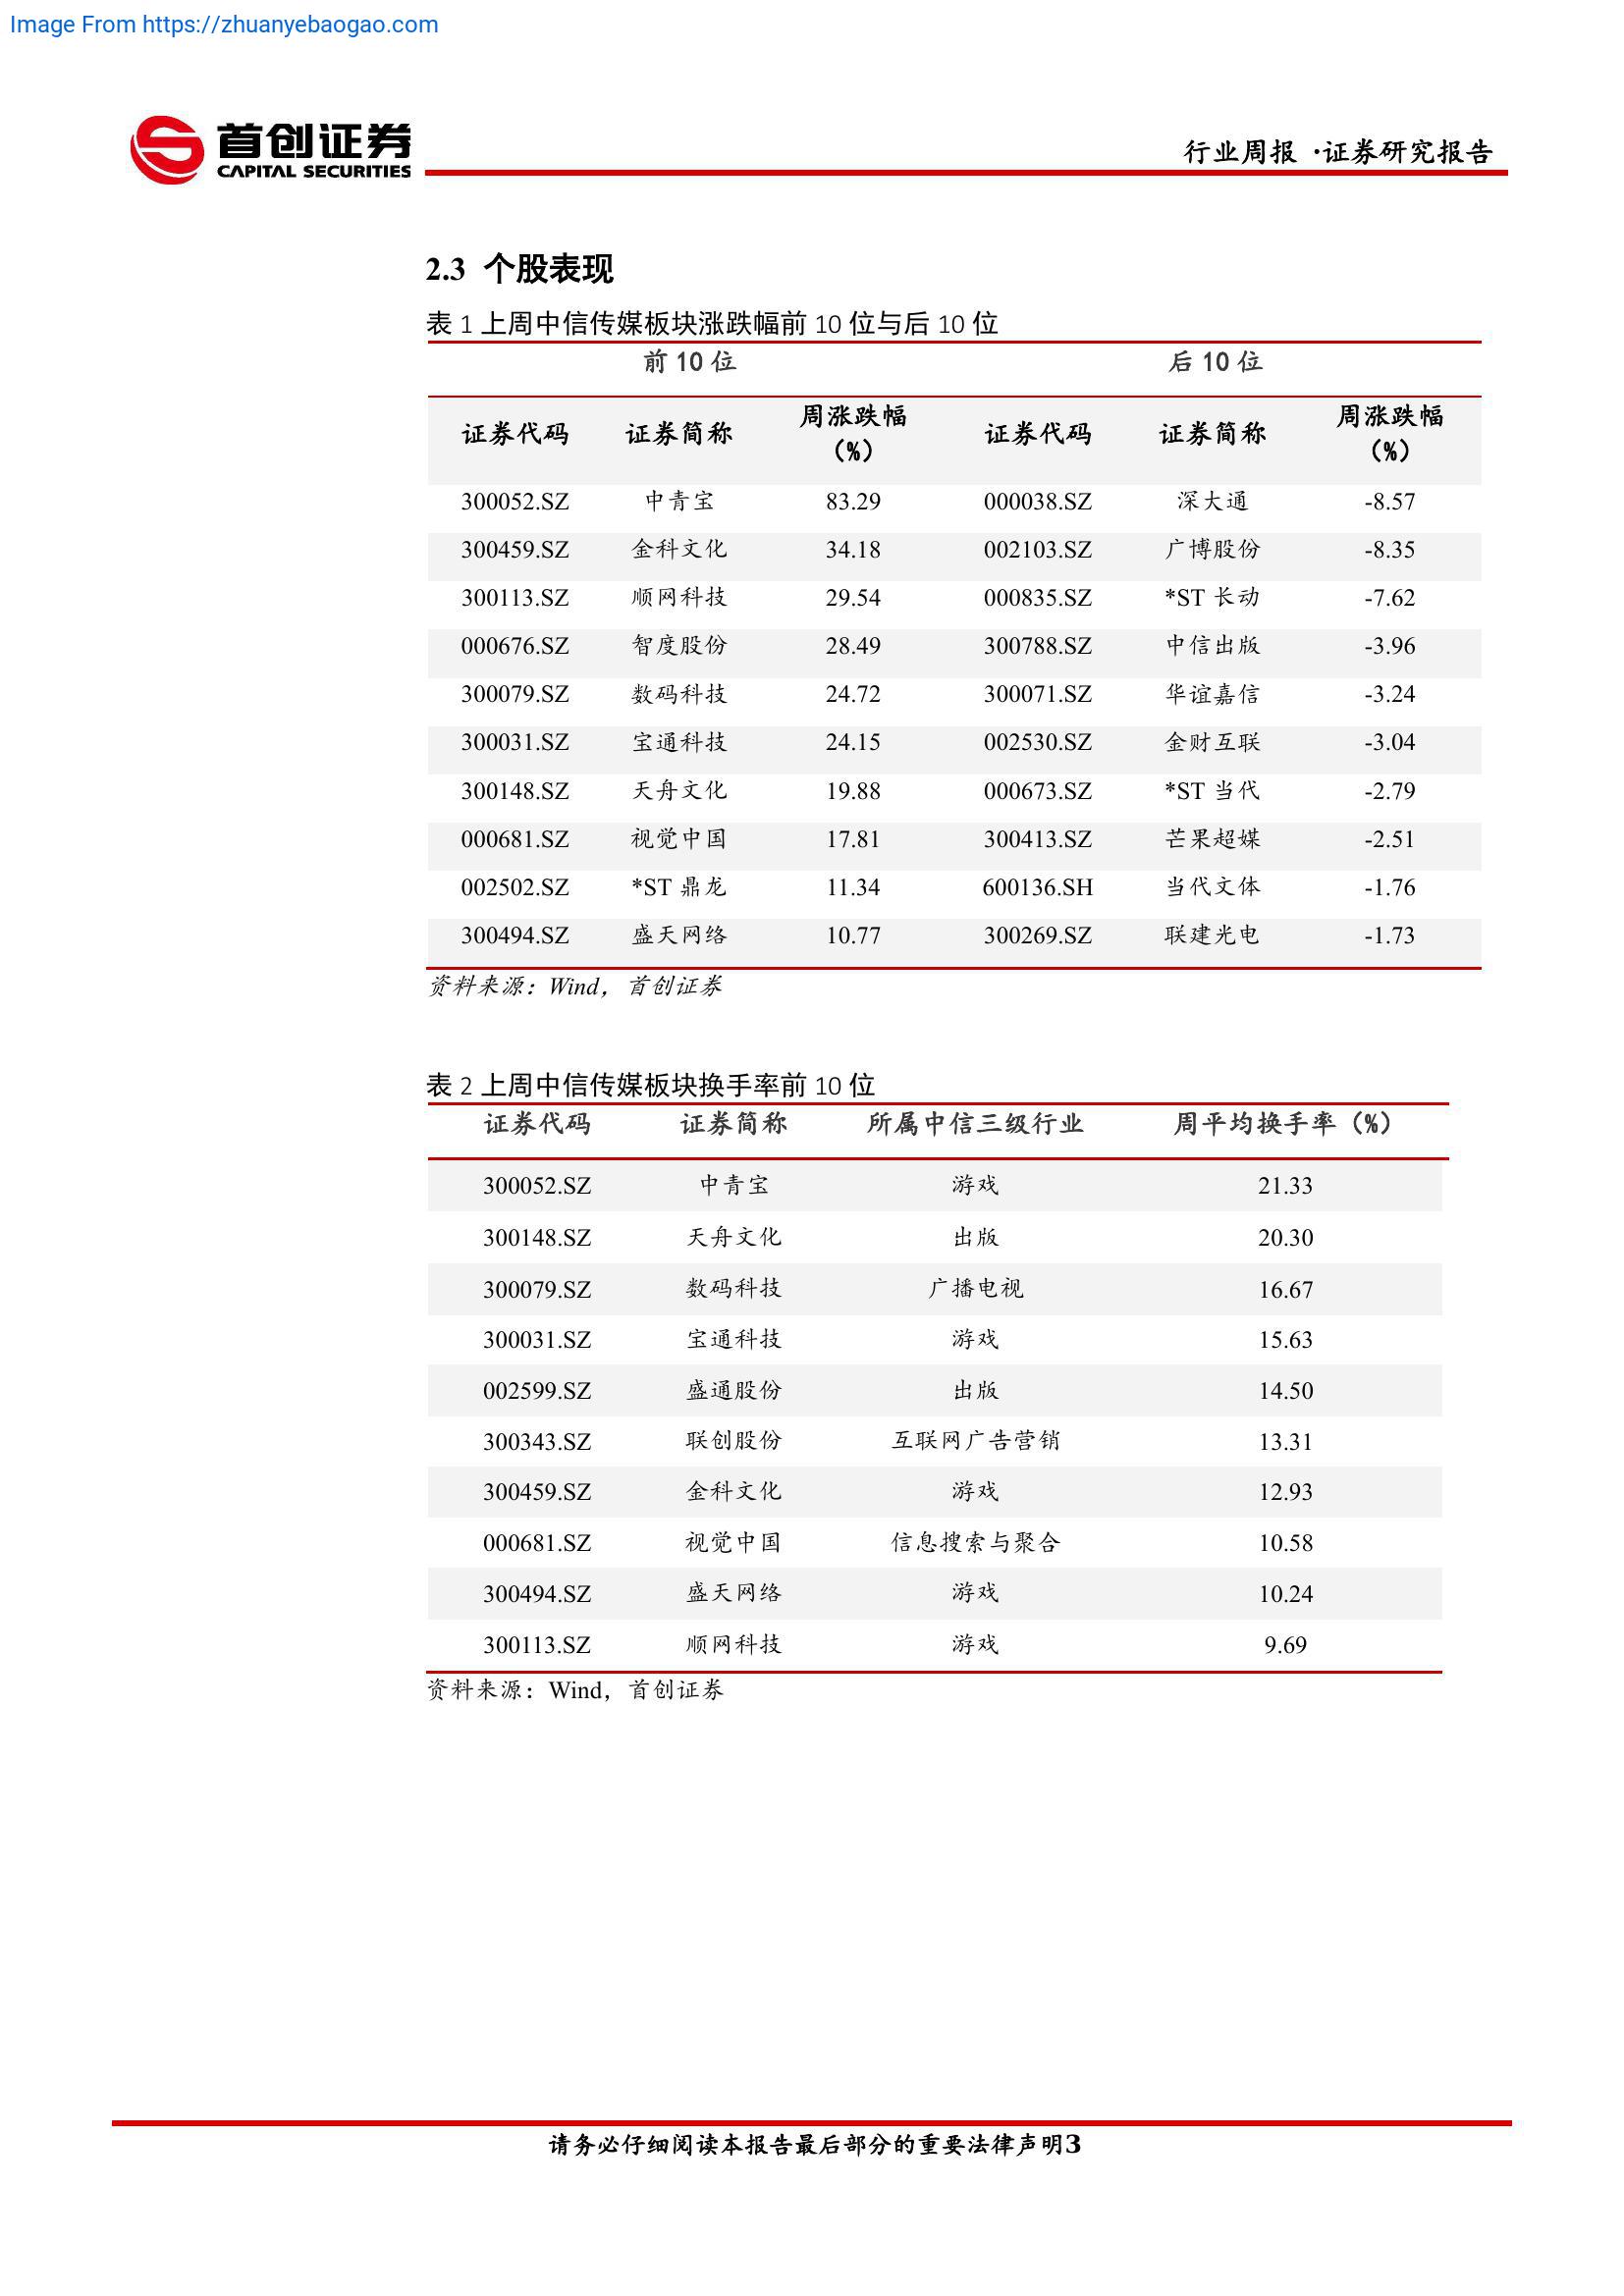 Image From https://zhuanyebaogao.com
首创证券
CAPITAL SECURITIES
行业周报 ·证券研究报告
2.3 个股表现
表 1 上周中信传媒板块涨跌幅前 10 位与后 10 位
前 10 位 后 10 位
证券代码 证券简称 周涨跌幅（%） 证券代码 证券简称 周涨跌幅（%）
300052.SZ 中青宝 83.29 000038.SZ 深大通 -8.57
300459.SZ 金科文化 34.18 002103.SZ 广博股份 -8.35
300113.SZ 顺网科技 29.54 000835.SZ *ST 长动 -7.62
000676.SZ 智度股份 28.49 300788.SZ 中信出版 -3.96
300079.SZ 数码科技 24.72 300071.SZ 华谊嘉信 -3.24
300031.SZ 宝通科技 24.15 002530.SZ 金财互联 -3.04
300148.SZ 天舟文化 19.88 000673.SZ *ST 当代 -2.79
000681.SZ 视觉中国 17.81 300413.SZ 芒果超媒 -2.51
002502.SZ *ST 鼎龙 11.34 600136.SH 当代文体 -1.76
300494.SZ 盛天网络 10.77 300269.SZ 联建光电 -1.73
资料来源：Wind，首创证券
表 2 上周中信传媒板块换手率前 10 位
证券代码 证券简称 所属中信三级行业 周平均换手率（%）
300052.SZ 中青宝 游戏 21.33
300148.SZ 天舟文化 出版 20.30
300079.SZ 数码科技 广播电视 16.67
300031.SZ 宝通科技 游戏 15.63
002599.SZ 盛通股份 出版 14.50
300343.SZ 联创股份 互联网广告营销 13.31
300459.SZ 金科文化 游戏 12.93
000681.SZ 视觉中国 信息搜索与聚合 10.58
300494.SZ 盛天网络 游戏 10.24
300113.SZ 顺网科技 游戏 9.69
资料来源：Wind，首创证券
请务必仔细阅读本报告最后部分的重要法律声明3